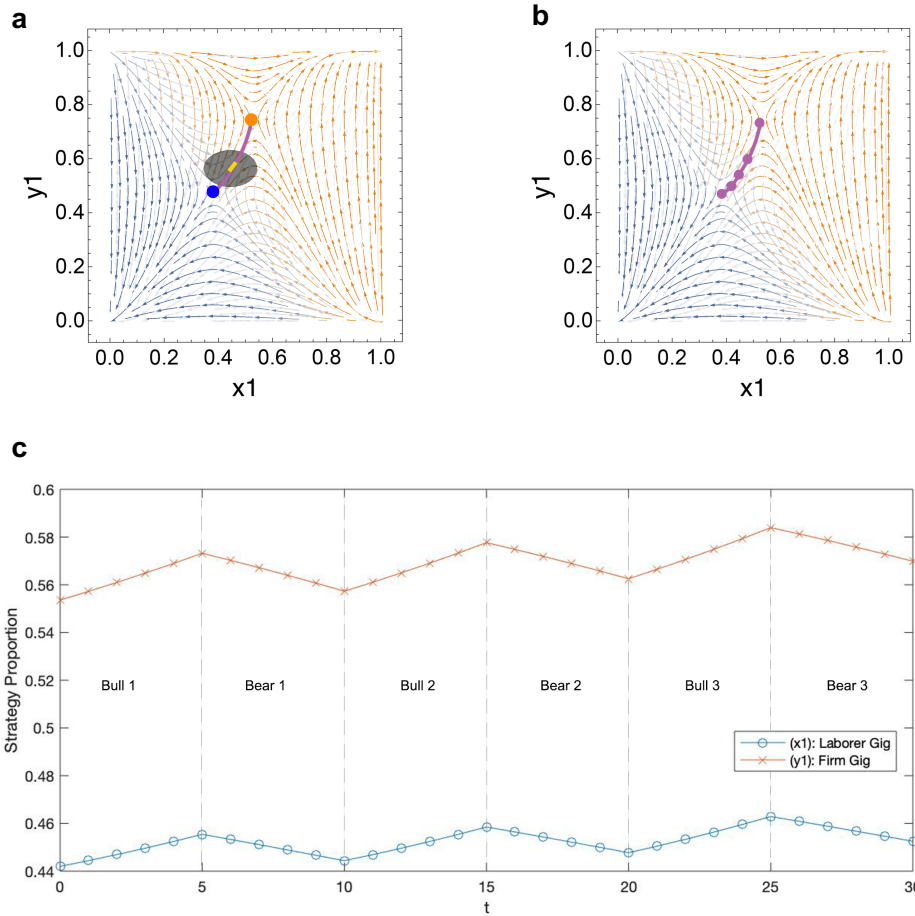 a
1.0
0.8
0.6
0.4
0.2
0.0
y1
0.0 0.2 0.4 0.6 0.8 1.0
x1
b
1.0
0.8
0.6
0.4
0.2
0.0
y1
0.0 0.2 0.4 0.6 0.8 1.0
x1
c
0.6
0.58
0.56
0.54
0.52
0.5
0.48
0.46
0.44
Strategy Proportion
Bull 1 Bear 1 Bull 2 Bear 2 Bull 3 Bear 3
(x1): Laborer Gig
(y1): Firm Gig
0 5 10 15 20 25 30
t